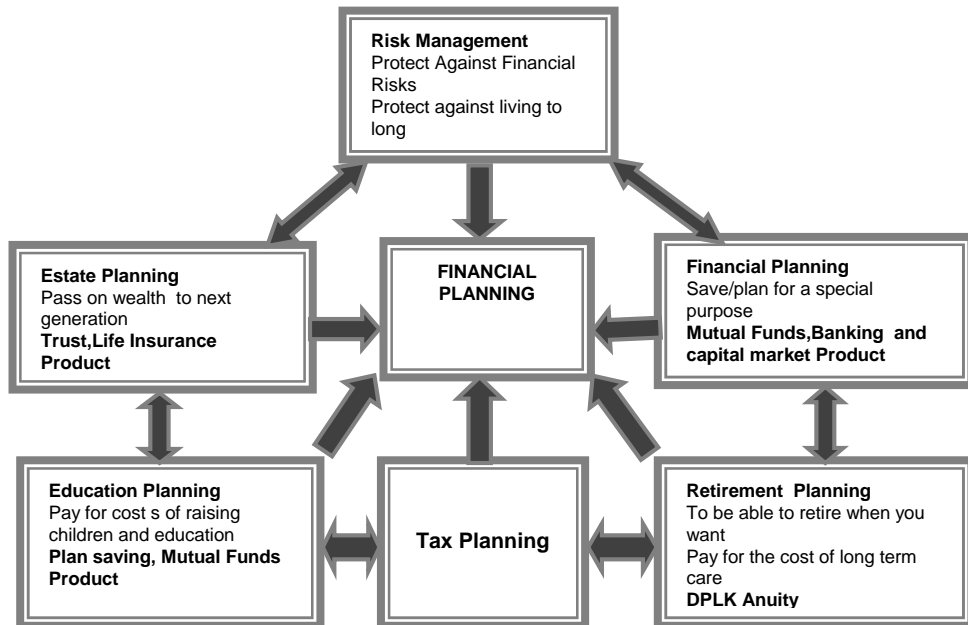 Risk Management
Protect Against Financial
Risks
Protect against living to
long
Estate Planning
Pass on wealth to next
generation
Trust,Life Insurance
Product
FINANCIAL
PLANNING
Financial Planning
Save/plan for a special
purpose
Mutual Funds,Banking and
capital market Product
Education Planning
Pay for cost s of raising
children and education
Plan saving, Mutual Funds
Product
Tax Planning
Retirement Planning
To be able to retire when you
want
Pay for the cost of long term
care
DPLK Anuity